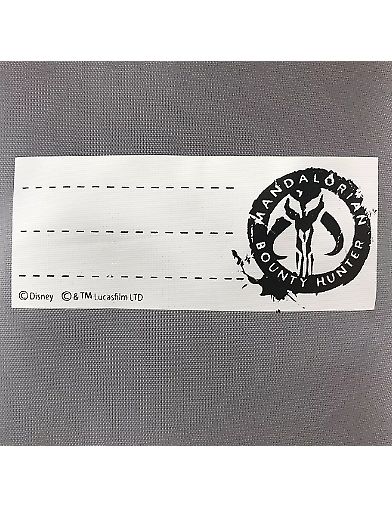 MANDALORIAN
BOUNTY HUNTER
© Disney © & TM Lucasfilm LTD